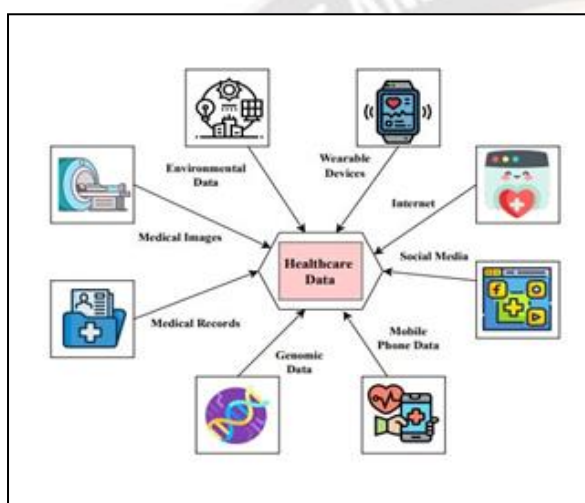 Environmental
Data
Wearable
Devices
Internet
Medical Images
Social Media
Healthcare
Data
Medical Records
Genomic
Data
Mobile
Phone Data